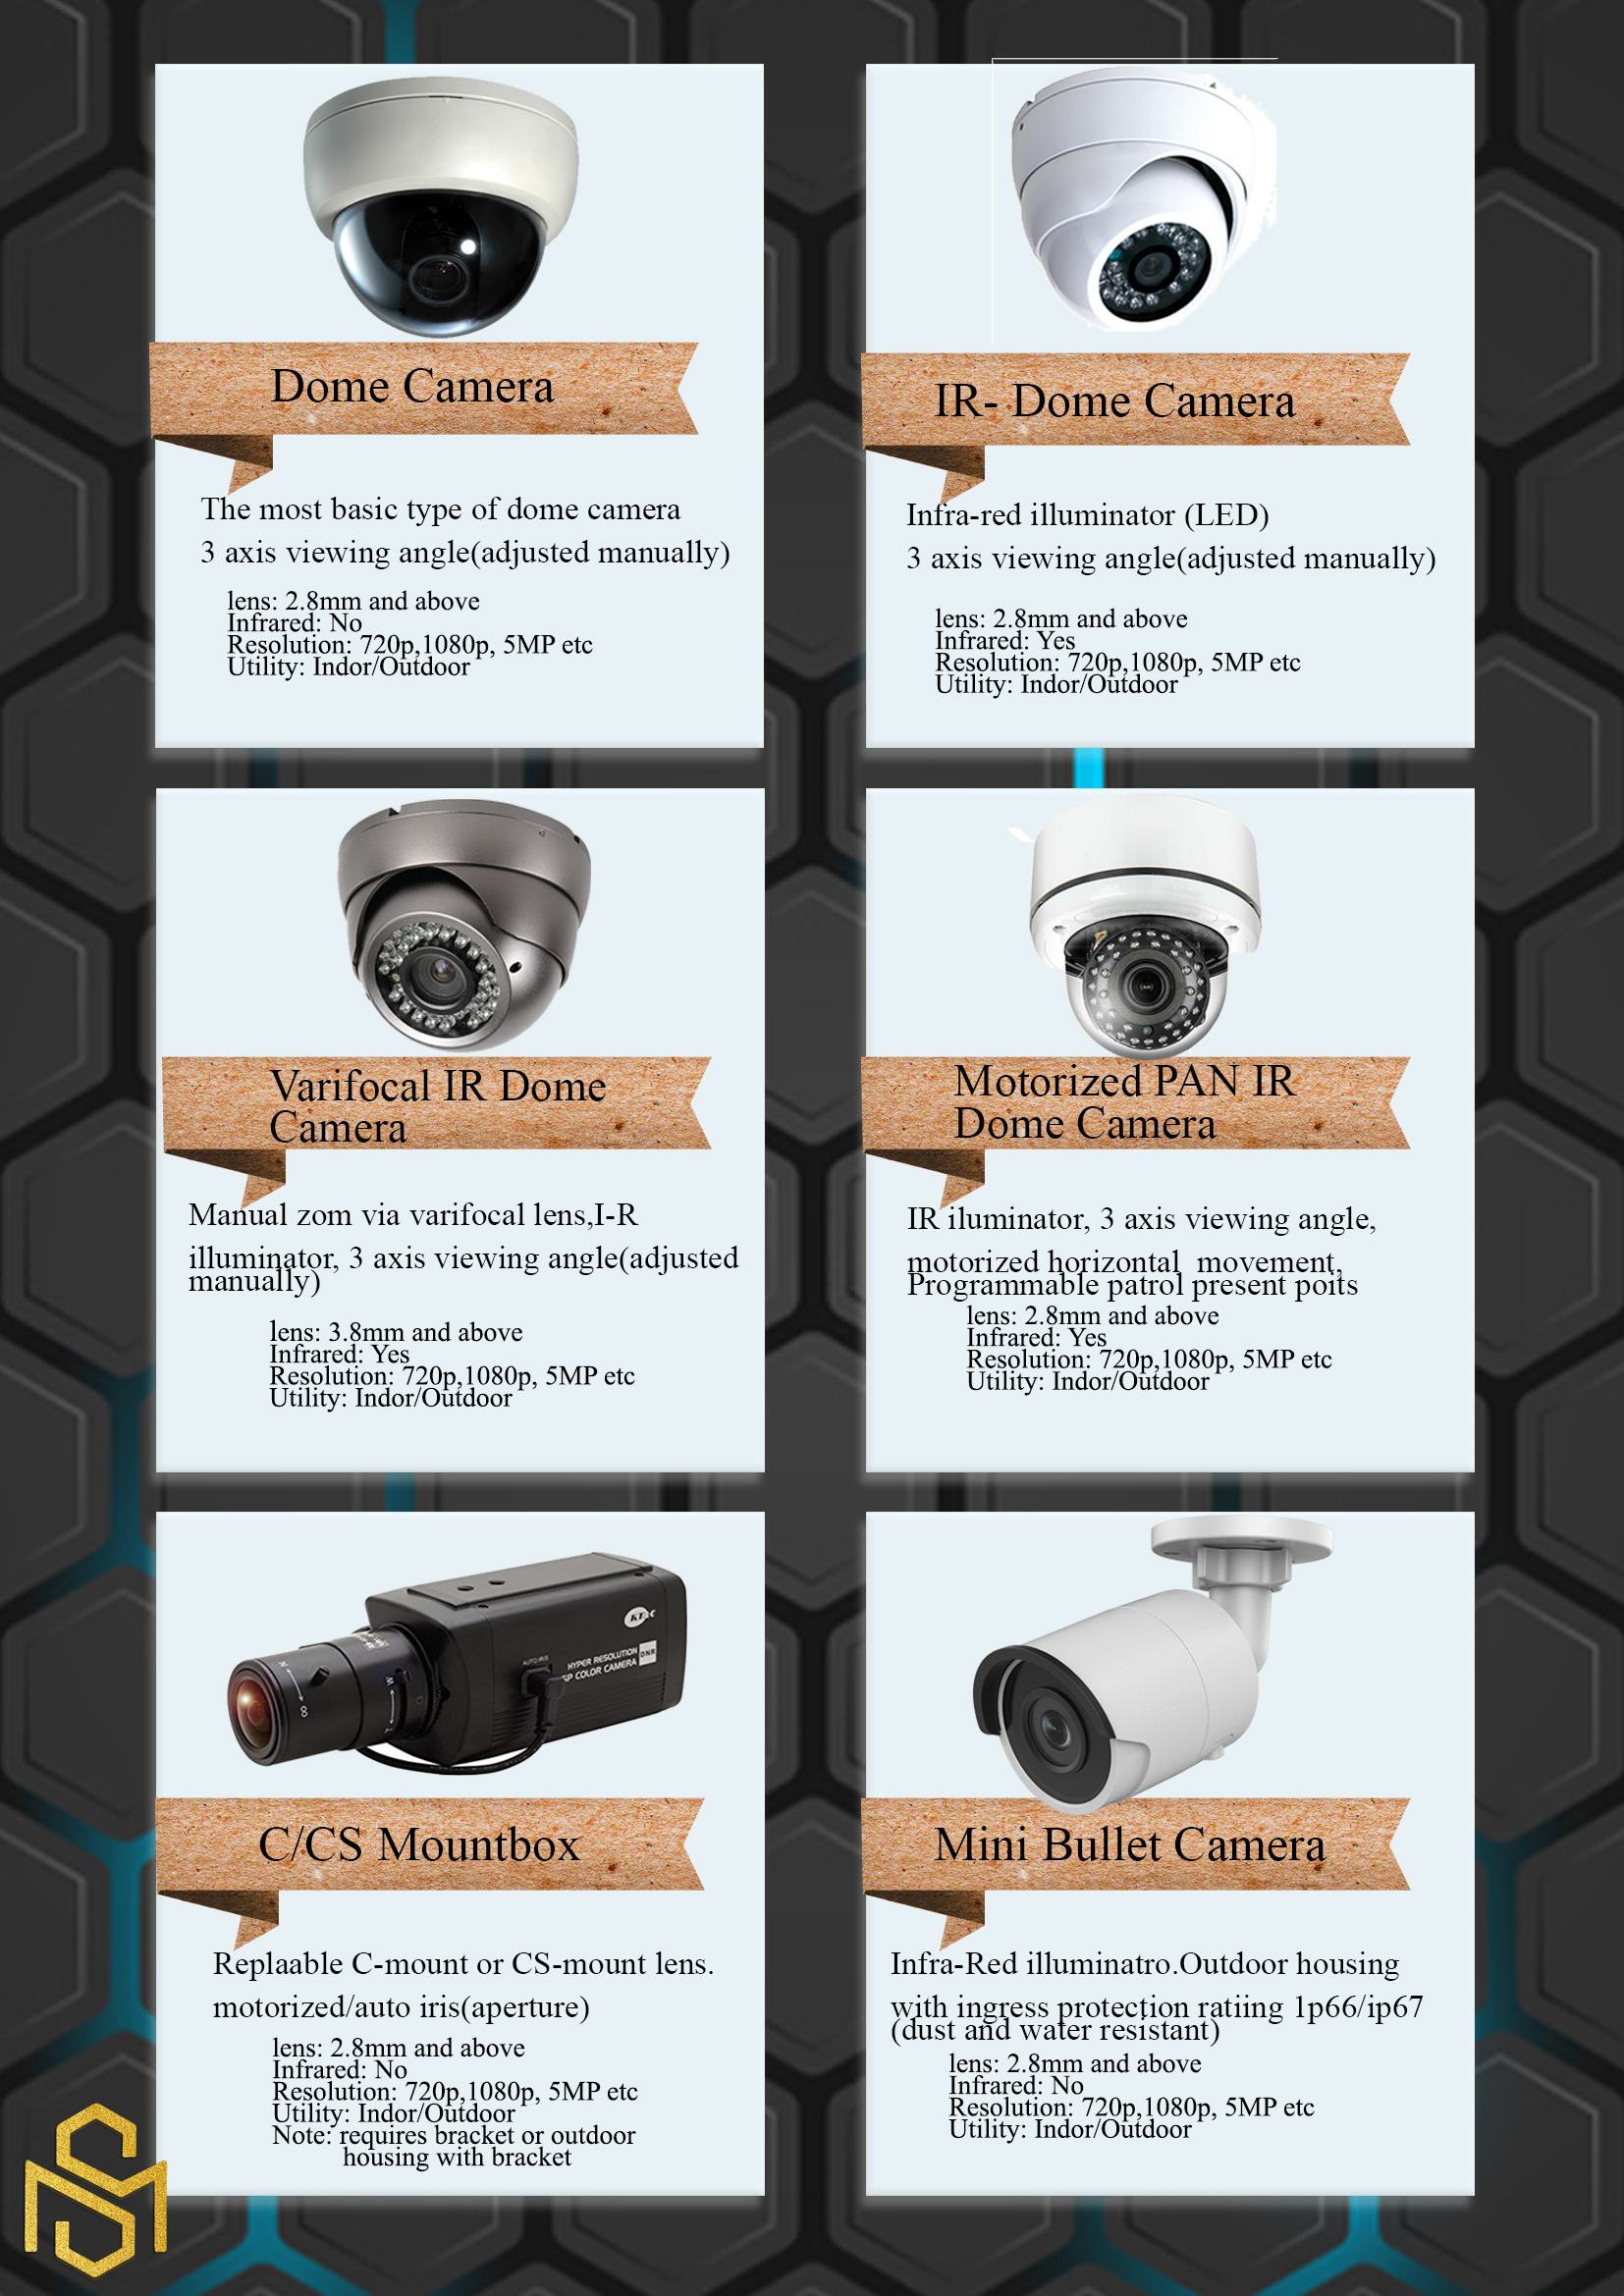 Dome Camera
The most basic type of dome camera
3 axis viewing angle(adjusted manually)
lens: 2.8mm and above
Infrared: No
Resolution: 720p,1080p, 5MP etc
Utility: Indor/Outdoor
IR- Dome Camera
Infra-red illuminator (LED)
3 axis viewing angle(adjusted manually)
lens: 2.8mm and above
Infrared: Yes
Resolution: 720p,1080p, 5MP etc
Utility: Indor/Outdoor
Varifocal IR Dome
Camera
Manual zom via varifocal lens,I-R
illuminator, 3 axis viewing angle(adjusted
manually)
lens: 3.8mm and above
Infrared: Yes
Resolution: 720p,1080p, 5MP etc
Utility: Indor/Outdoor
Motorized PAN IR
Dome Camera
IR iluminator, 3 axis viewing angle,
motorized horizontal  movement,
Programmable patrol present poits
lens: 2.8mm and above
Infrared: Yes
Resolution: 720p,1080p, 5MP etc
Utility: Indor/Outdoor
AUTO IRIS
HYPER RESOLUTION
COLOR CAMERA
DNR
C/CS Mountbox
Replaable C-mount or CS-mount lens.
motorized/auto iris(aperture)
lens: 2.8mm and above
Infrared: No
Resolution: 720p,1080p, 5MP etc
Utility: Indor/Outdoor
Note: requires bracket or outdoor
housing with bracket
Mini Bullet Camera
Infra-Red illuminatro.Outdoor housing
with ingress protection ratiing 1p66/ip67
(dust and water resistant)
lens: 2.8mm and above
Infrared: No
Resolution: 720p,1080p, 5MP etc
Utility: Indor/Outdoor